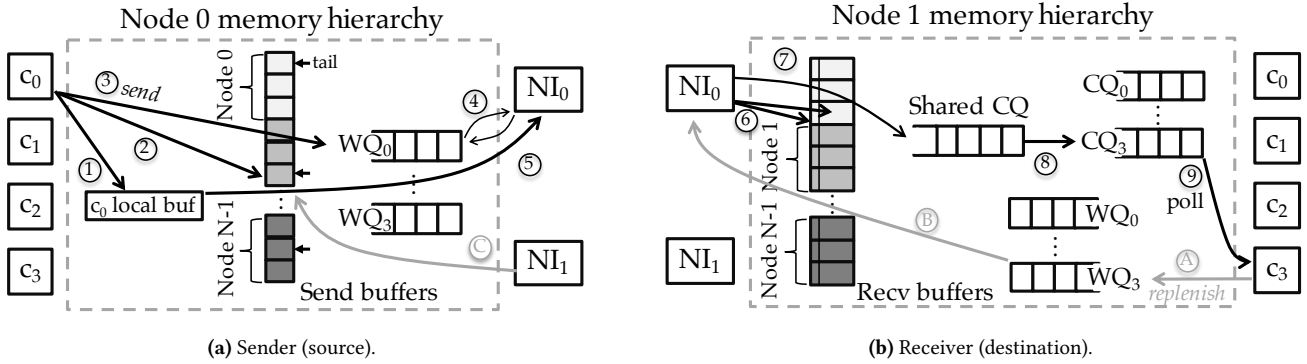 Node 0 memory hierarchy
c0
c1
c2
c3
Node 0
tail
3 send
2
1
c0 local buf
WQ0
WQ3
4
5
NI0
NI1
C
Node N-1
Send buffers
(a) Sender (source).
Node 1 memory hierarchy
NI0
NI1
7
6
Node 1
Node N-1
Recv buffers
Shared CQ
8
CQ0
CQ3
9
poll
WQ0
WQ3
B
A
replenish
c0
c1
c2
c3
(b) Receiver (destination).